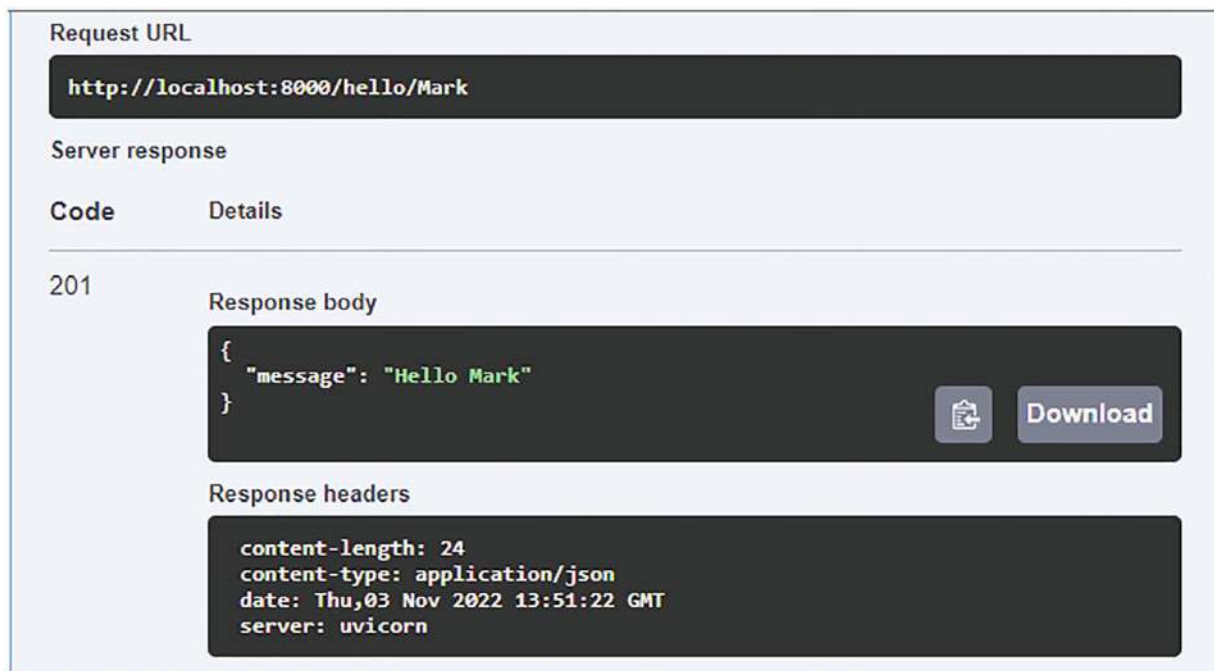 Request URL
http://localhost:8000/hello/Mark
Server response
Code Details
201
Response body
{
"message": "Hello Mark"
}
Download
Response headers
content-length: 24
content-type: application/json
date: Thu,03 Nov 2022 13:51:22 GMT
server: uvicorn